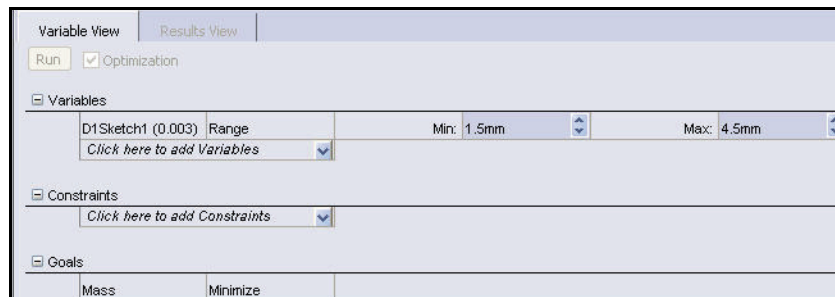 Variable View Results View
Run Optimization
Variables
D1Sketch1 (0.003) Range Min: 1.5mm Max: 4.5mm
Click here to add Variables
Constraints
Click here to add Constraints
Goals
Mass Minimize